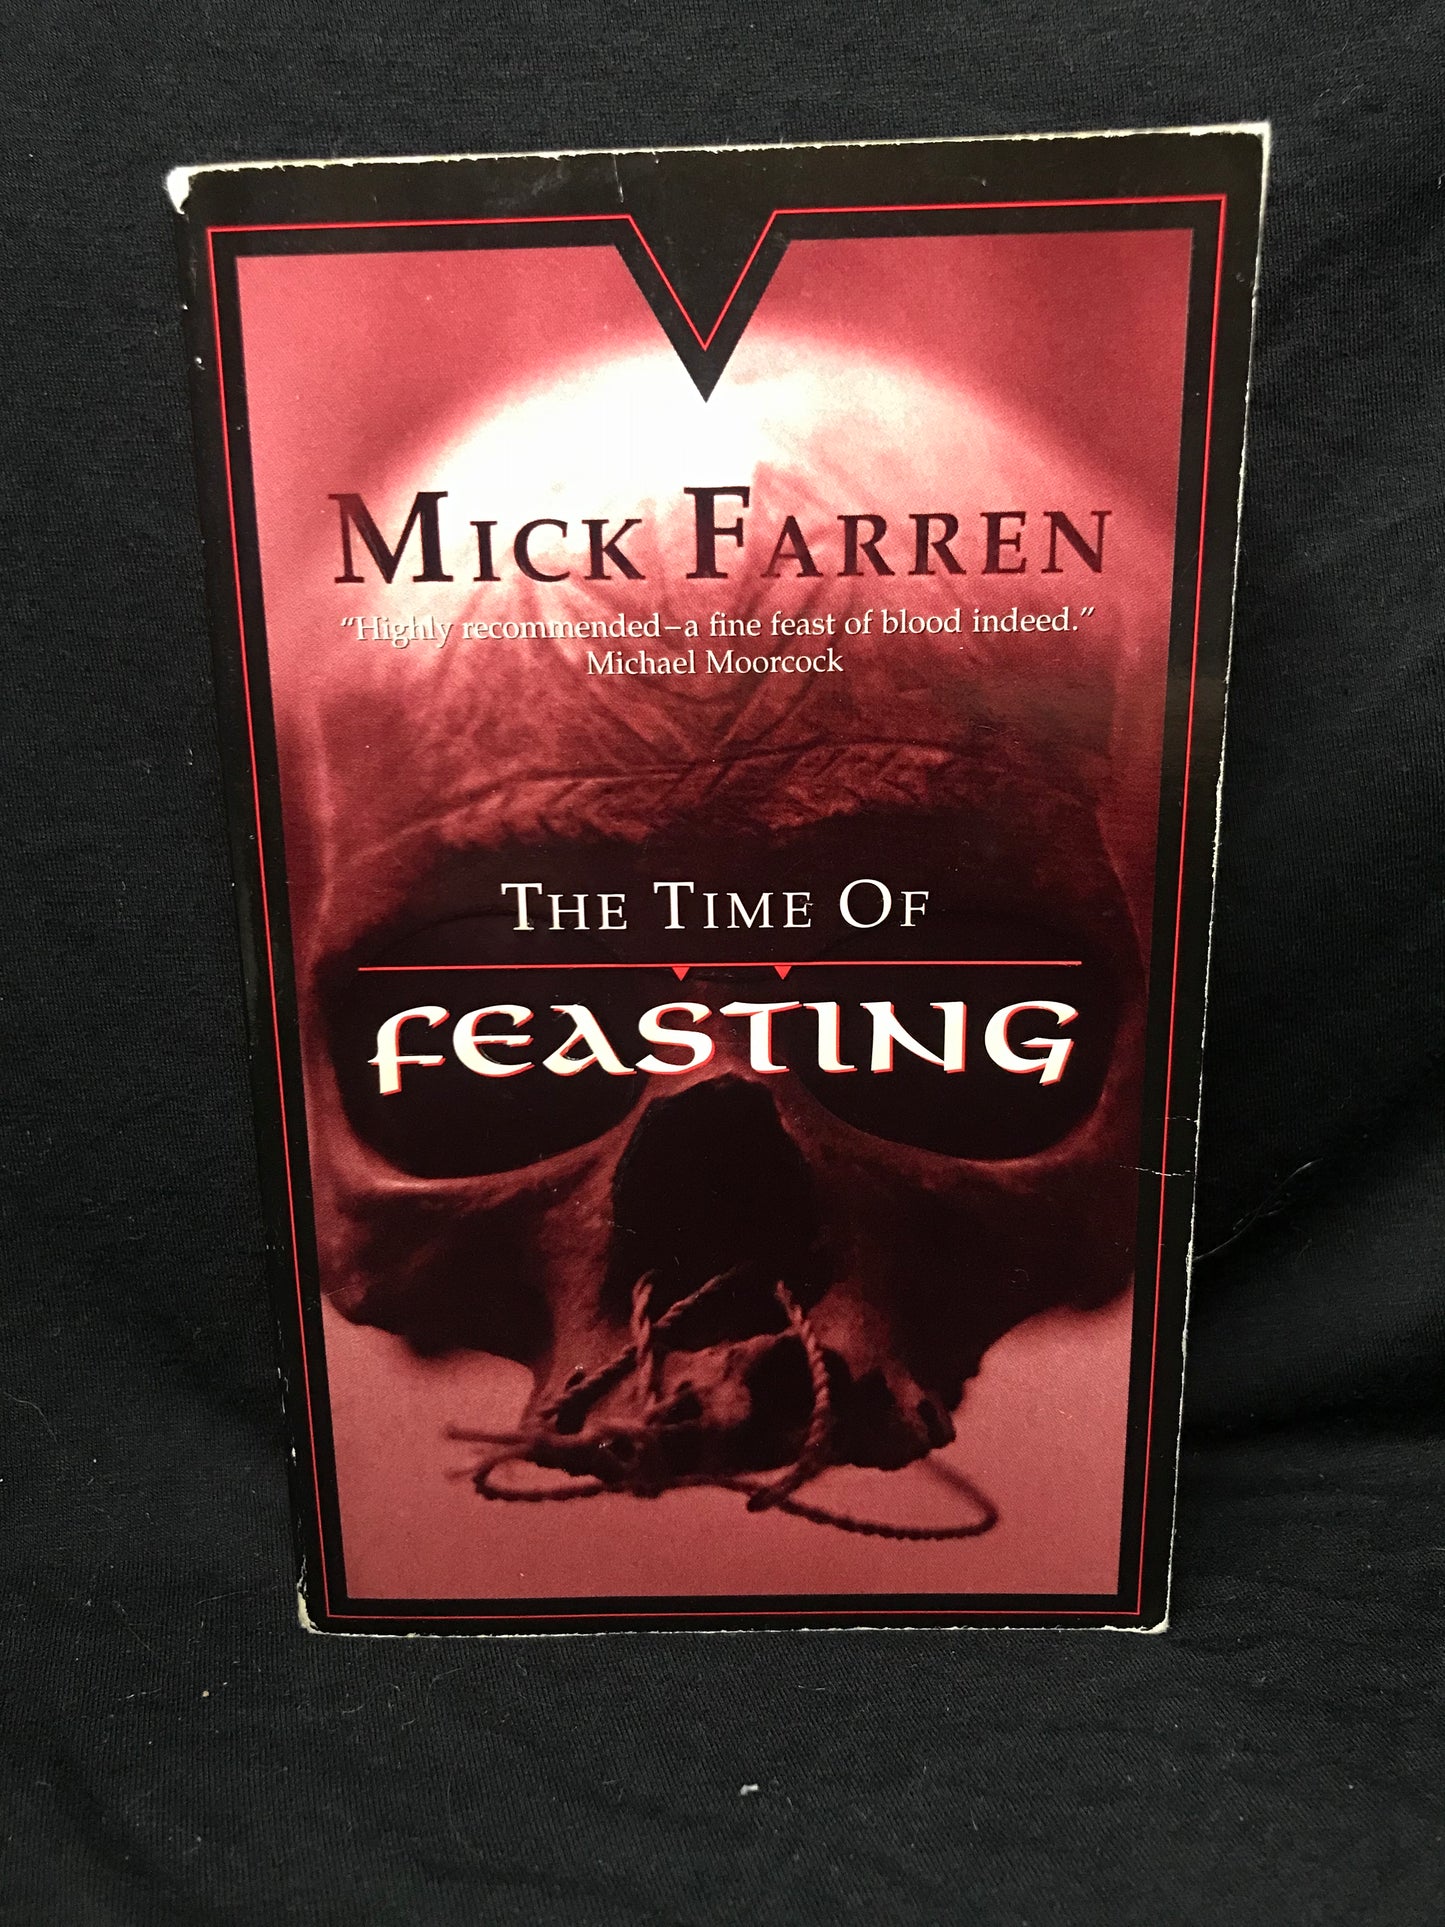 MICK FARREN
“Highly recommended–a fine feast of blood indeed.”
Michael Moorcock
THE TIME OF
FEASTING